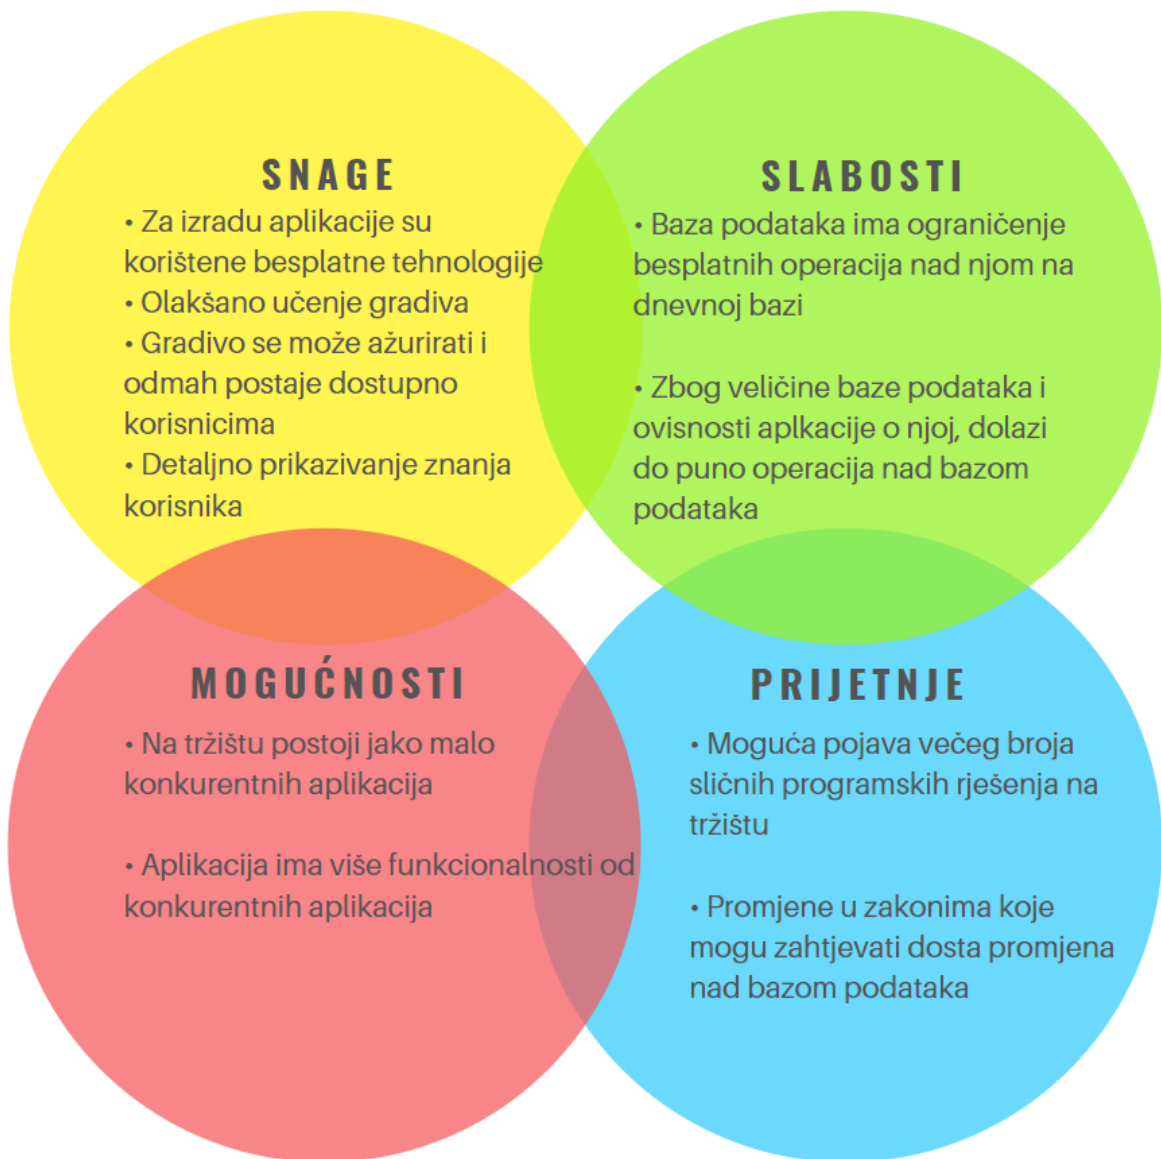 SNAGE
• Za izradu aplikacije su
korištene besplatne tehnologije
• Olakšano učenje gradiva
• Gradivo se može ažurirati i
odmah postaje dostupno
korisnicima
• Detaljno prikazivanje znanja
korisnika
SLABOSTI
• Baza podataka ima ograničenje
besplatnih operacija nad njom na
dnevnoj bazi
• Zbog veličine baze podataka i
ovisnosti aplkacije o njoj, dolazi
do puno operacija nad bazom
podataka
MOGUĆNOSTI
• Na tržištu postoji jako malo
konkurentnih aplikacija
• Aplikacija ima više funkcionalnosti od
konkurentnih aplikacija
PRIJETNJE
• Moguća pojava večeg broja
sličnih programskih rješenja na
tržištu
• Promjene u zakonima koje
mogu zahtjevati dosta promjena
nad bazom podataka